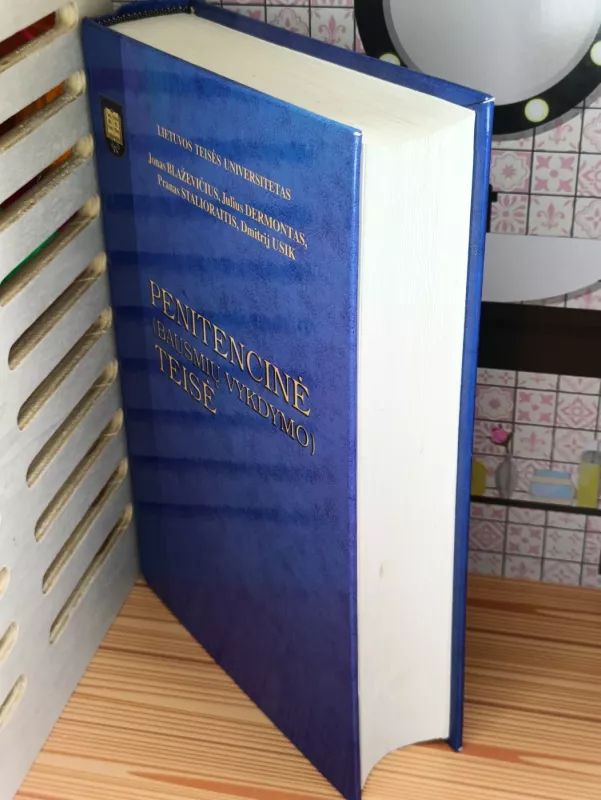 LIETUVOS TEISĖS UNIVERSITETAS
Jonas BLAŽEVIČIUS, Julius DERMONTAS,
Pranas STALIORAITIS, Dmitrij USIK
PENITENCINĖ
(BAUSMIŲ VYKDYMO)
TEISĖ